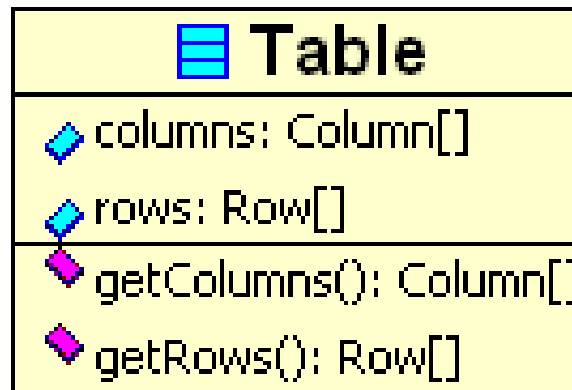 Table
columns: Column[]
rows: Row[]
getColumns(): Column[]
getRows(): Row[]